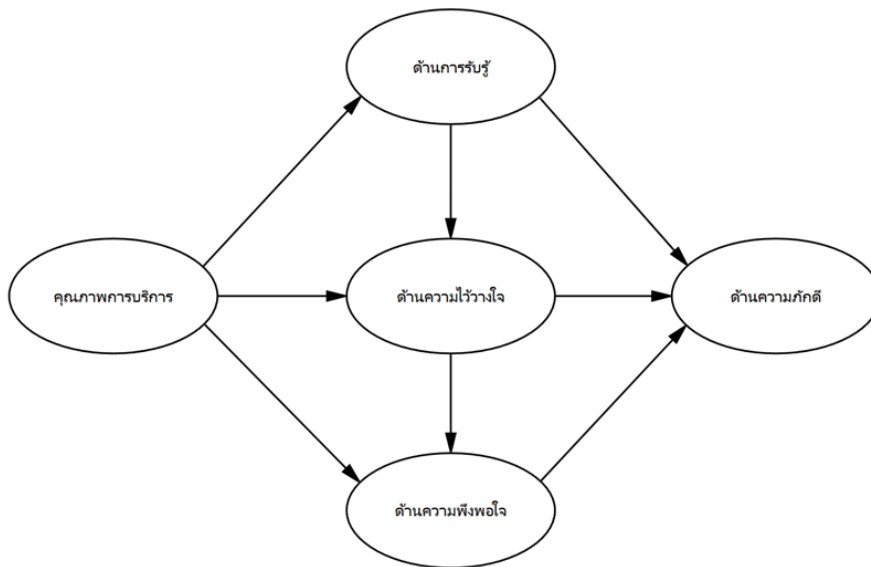 ด้านการรับรู้
คุณภาพการบริการ
ด้านความไว้วางใจ
ด้านความภักดี
ด้านความพึงพอใจ